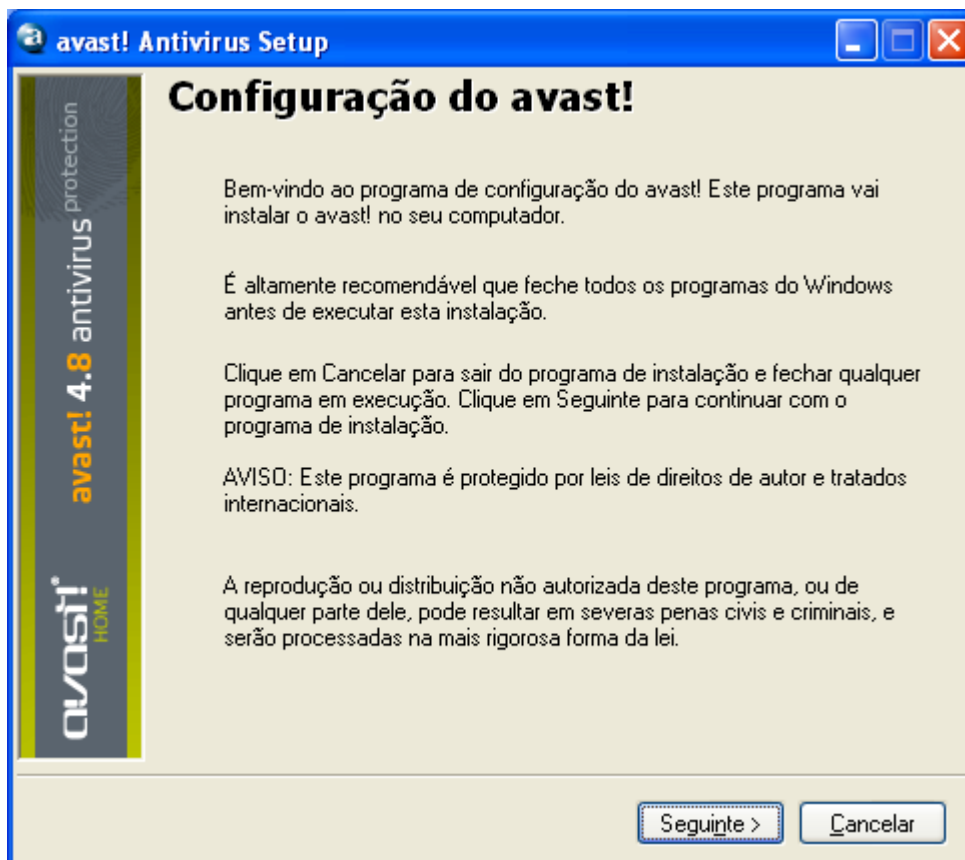 avast! Antivirus Setup
avast! 4.8 antivirus protection
avast!
HOME
Configuração do avast!
Bem-vindo ao programa de configuração do avast! Este programa vai
instalar o avast! no seu computador.
É altamente recomendável que feche todos os programas do Windows
antes de executar esta instalação.
Clique em Cancelar para sair do programa de instalação e fechar qualquer
programa em execução. Clique em Seguinte para continuar com o
programa de instalação.
AVISO: Este programa é protegido por leis de direitos de autor e tratados
internacionais.
A reprodução ou distribuição não autorizada deste programa, ou de
qualquer parte dele, pode resultar em severas penas civis e criminais, e
serão processadas na mais rigorosa forma da lei.
Seguinte >
Cancelar